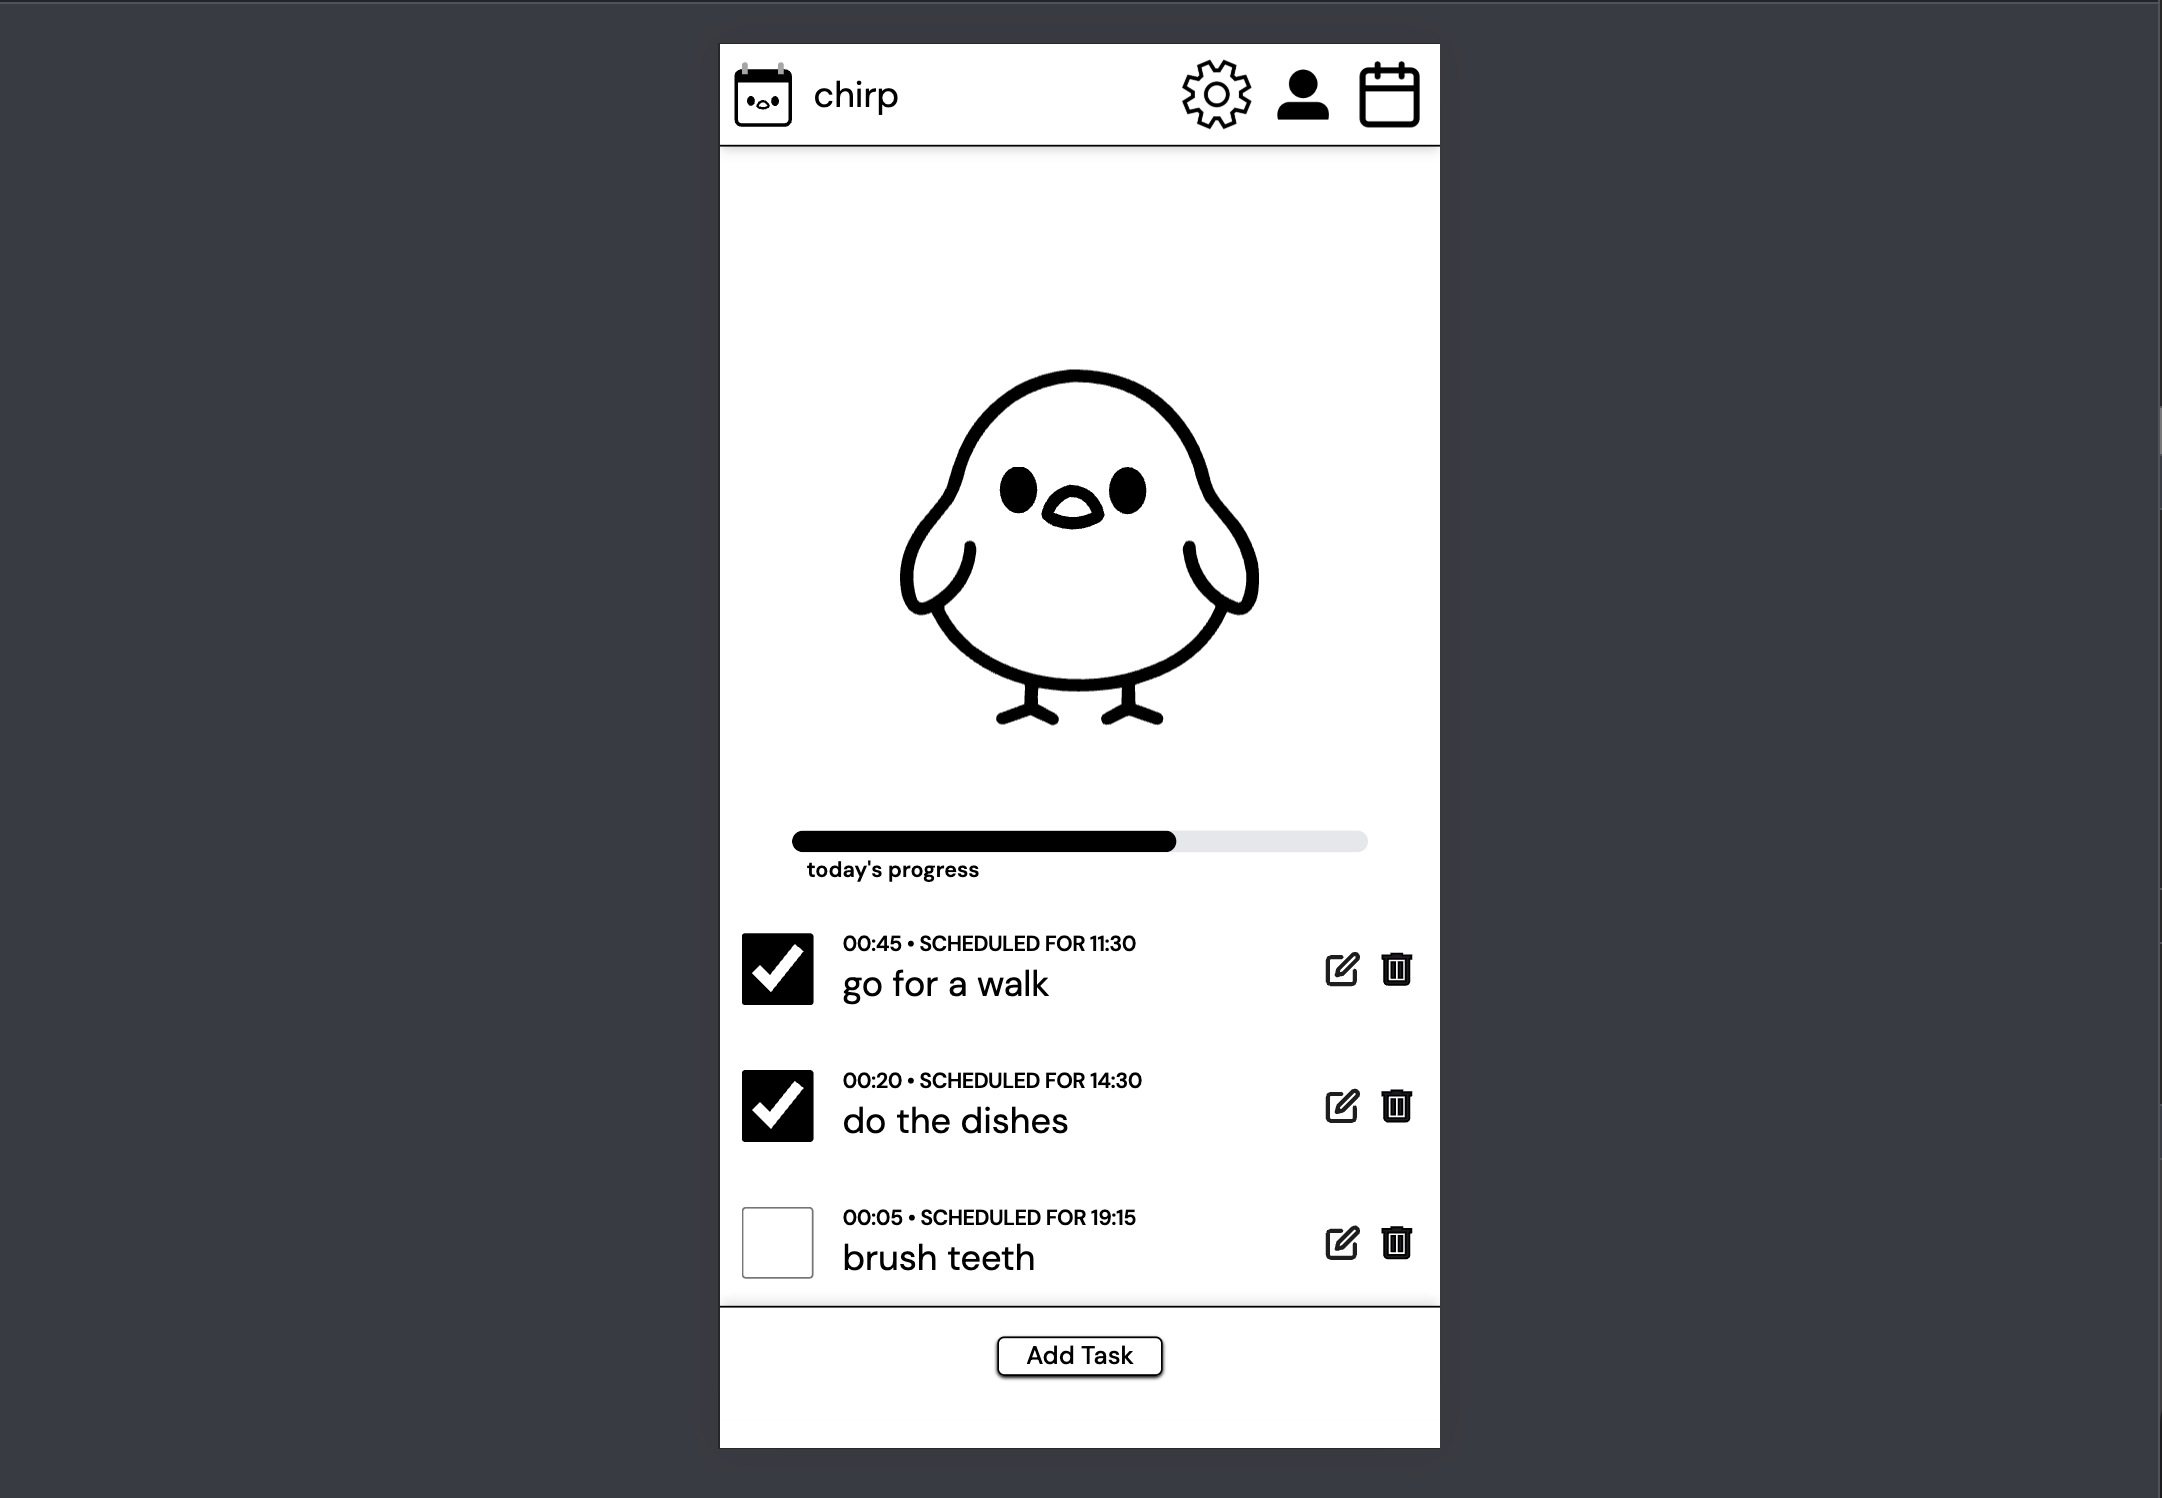 chirp
today's progress
00:45 • SCHEDULED FOR 11:30
go for a walk
00:20 • SCHEDULED FOR 14:30
do the dishes
00:05 • SCHEDULED FOR 19:15
brush teeth
Add Task